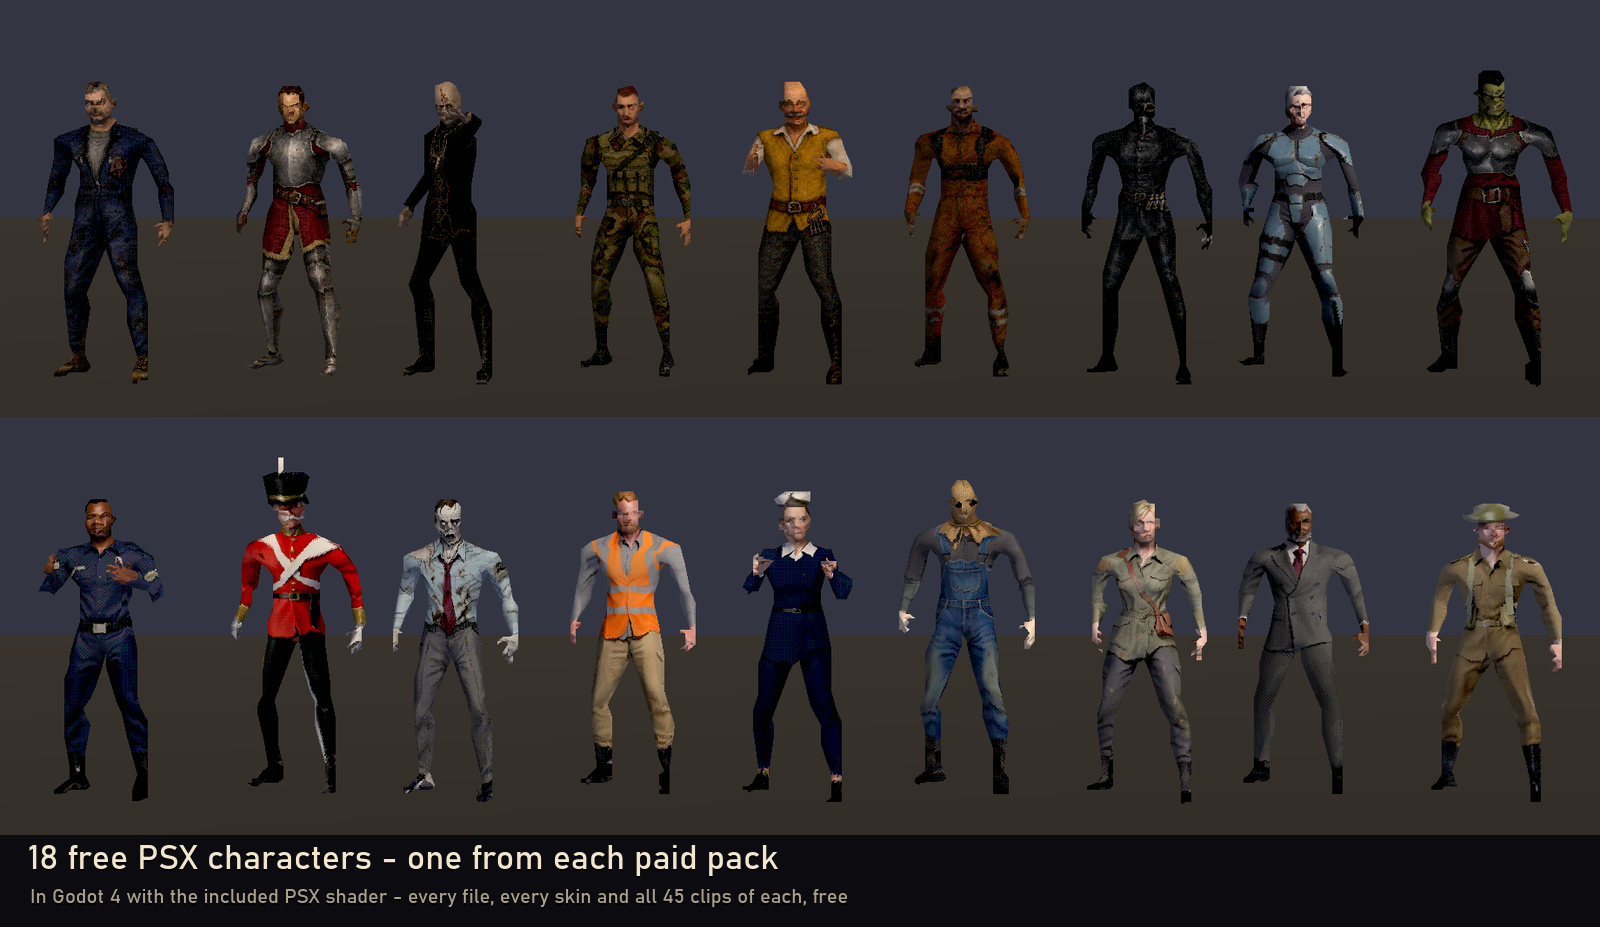 18 free PSX characters - one from each paid pack
In Godot 4 with the included PSX shader - every file, every skin and all 45 clips of each, free